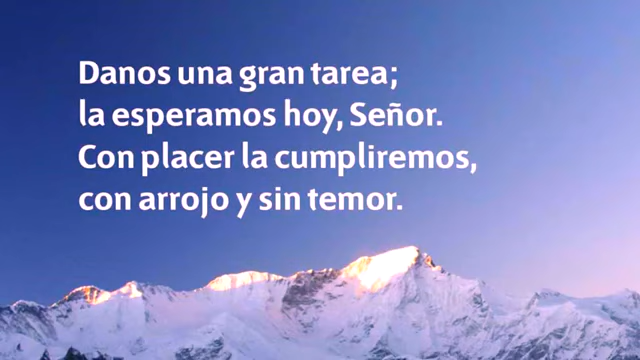 Danos una gran tarea;
la esperamos hoy, Señor.
Con placer la cumpliremos,
con arrojo y sin temor.